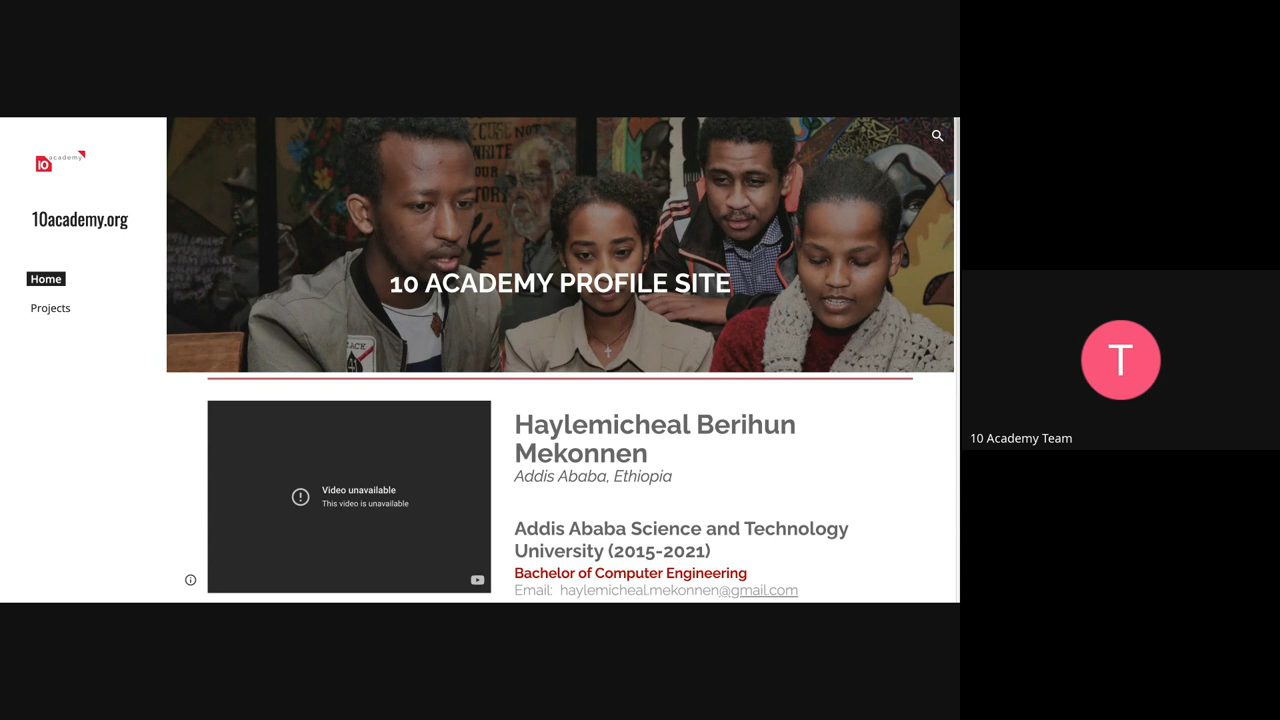 10 academy
10academy.org
Home
Projects
10 ACADEMY PROFILE SITE
Video unavailable
This video is unavailable
Haylemicheal Berihun
Mekonnen
Addis Ababa, Ethiopia
Addis Ababa Science and Technology
University (2015-2021)
Bachelor of Computer Engineering
Email: haylemicheal.mekonnen@gmail.com
T
10 Academy Team